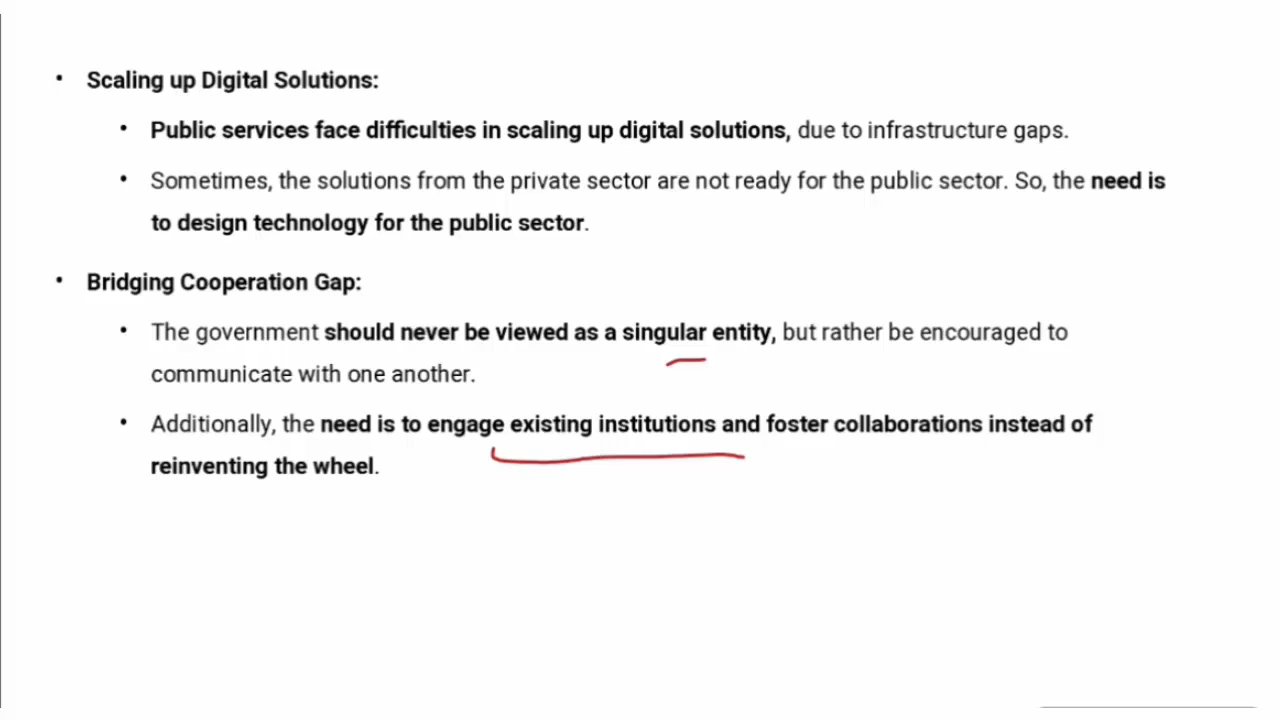 • Scaling up Digital Solutions:
• Public services face difficulties in scaling up digital solutions, due to infrastructure gaps.
• Sometimes, the solutions from the private sector are not ready for the public sector. So, the need is
to design technology for the public sector.
• Bridging Cooperation Gap:
• The government should never be viewed as a singular entity, but rather be encouraged to
communicate with one another.
• Additionally, the need is to engage existing institutions and foster collaborations instead of
reinventing the wheel.